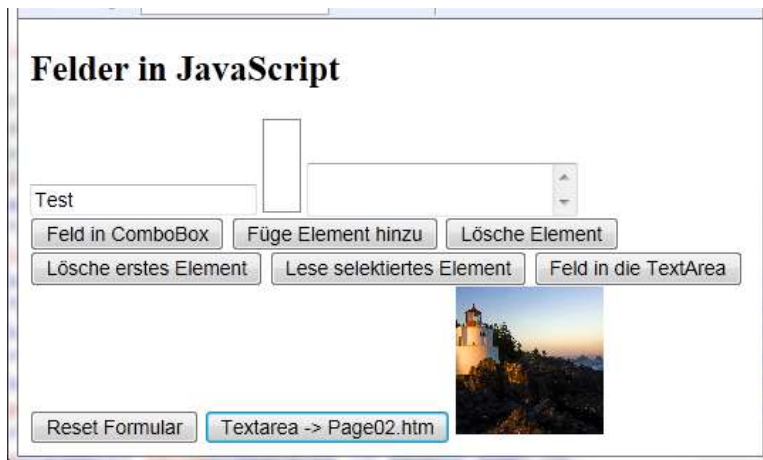 Felder in JavaScript
Test
Feld in ComboBox Füge Element hinzu Lösche Element
Lösche erstes Element Lese selektiertes Element Feld in die TextArea
Reset Formular Textarea -> Page02.htm